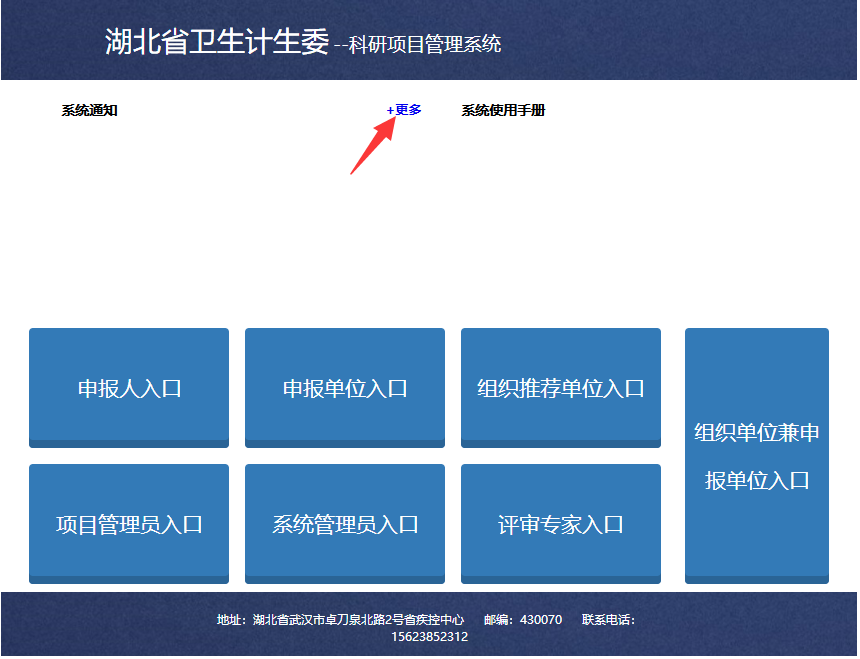 湖北省卫生计生委 --科研项目管理系统
系统通知 +更多 系统使用手册
申报人入口 申报单位入口 组织推荐单位入口
组织单位兼申
报单位入口
项目管理员入口 系统管理员入口 评审专家入口
地址：湖北省武汉市卓刀泉北路2号省疾控中心 邮编：430070 联系电话：
15623852312